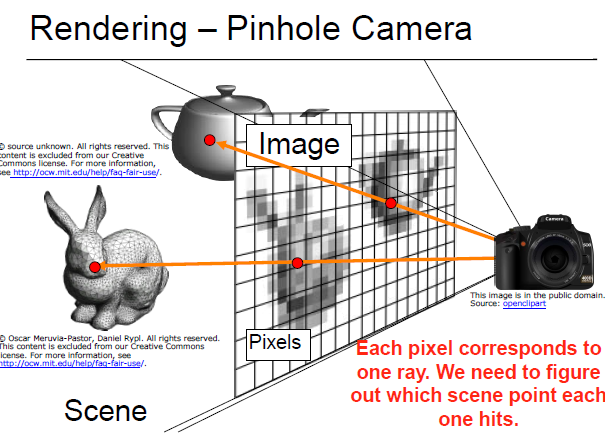 Rendering – Pinhole Camera
© source unknown. All rights reserved. This
content is excluded from our Creative
Commons license. For more information,
see http://ocw.mit.edu/help/faq-fair-use/.
Image
Camera
This image is in the public domain.
Source: openclipart
Pixels
© Oscar Meruvia-Pastor, Daniel Rypl. All rights reserved.
This content is excluded from our Creative Commons
license. For more information, see
http://ocw.mit.edu/help/faq-fair-use/.
Each pixel corresponds to
one ray. We need to figure
out which scene point each
one hits.
Scene